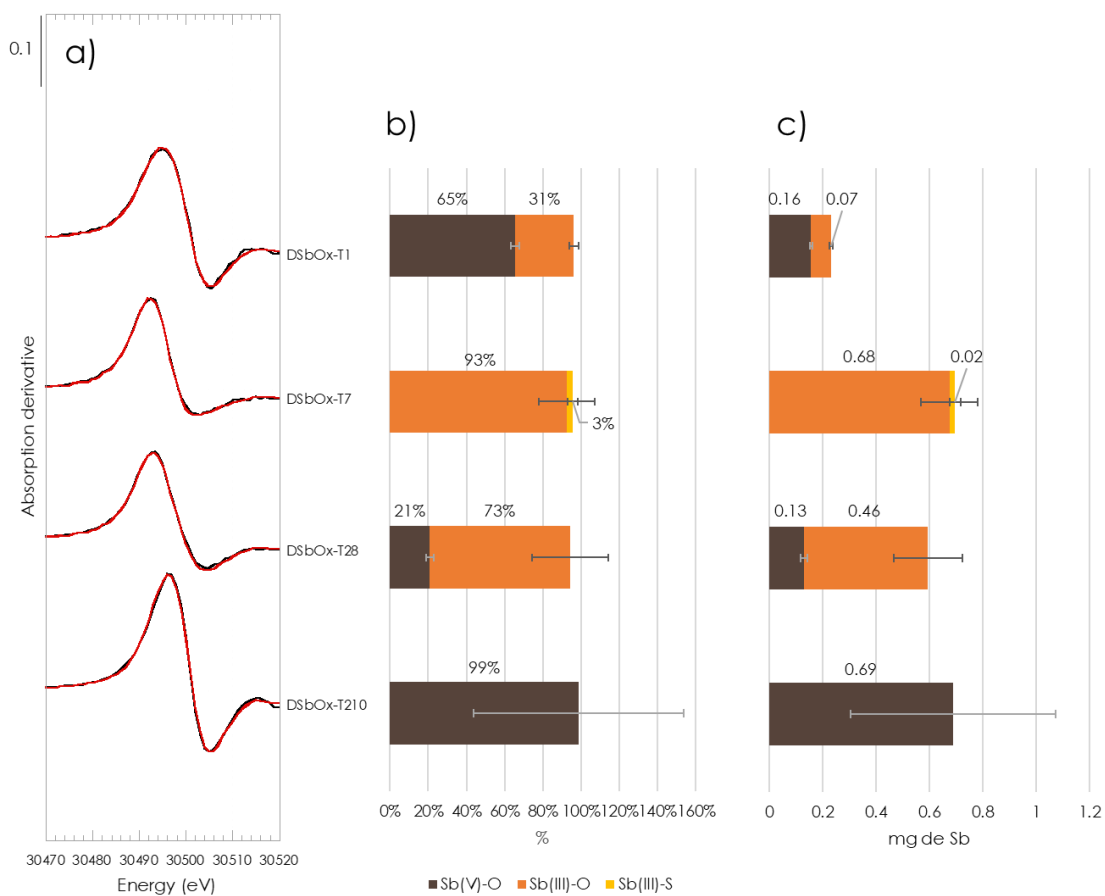 0.1
a)
b)
c)
Absorption derivative
DSbOx-T1
DSbOx-T7
DSbOx-T28
DSbOx-T210
30470 30480 30490 30500 30510 30520
Energy (eV)
65% 31%
93%
3%
21% 73%
99%
0% 20% 40% 60% 80% 100%120%140%160%
%
0.16 0.07
0.68 0.02
0.13 0.46
0.69
0 0.2 0.4 0.6 0.8 1 1.2
mg de Sb
Sb(V)-O Sb(III)-O Sb(III)-S